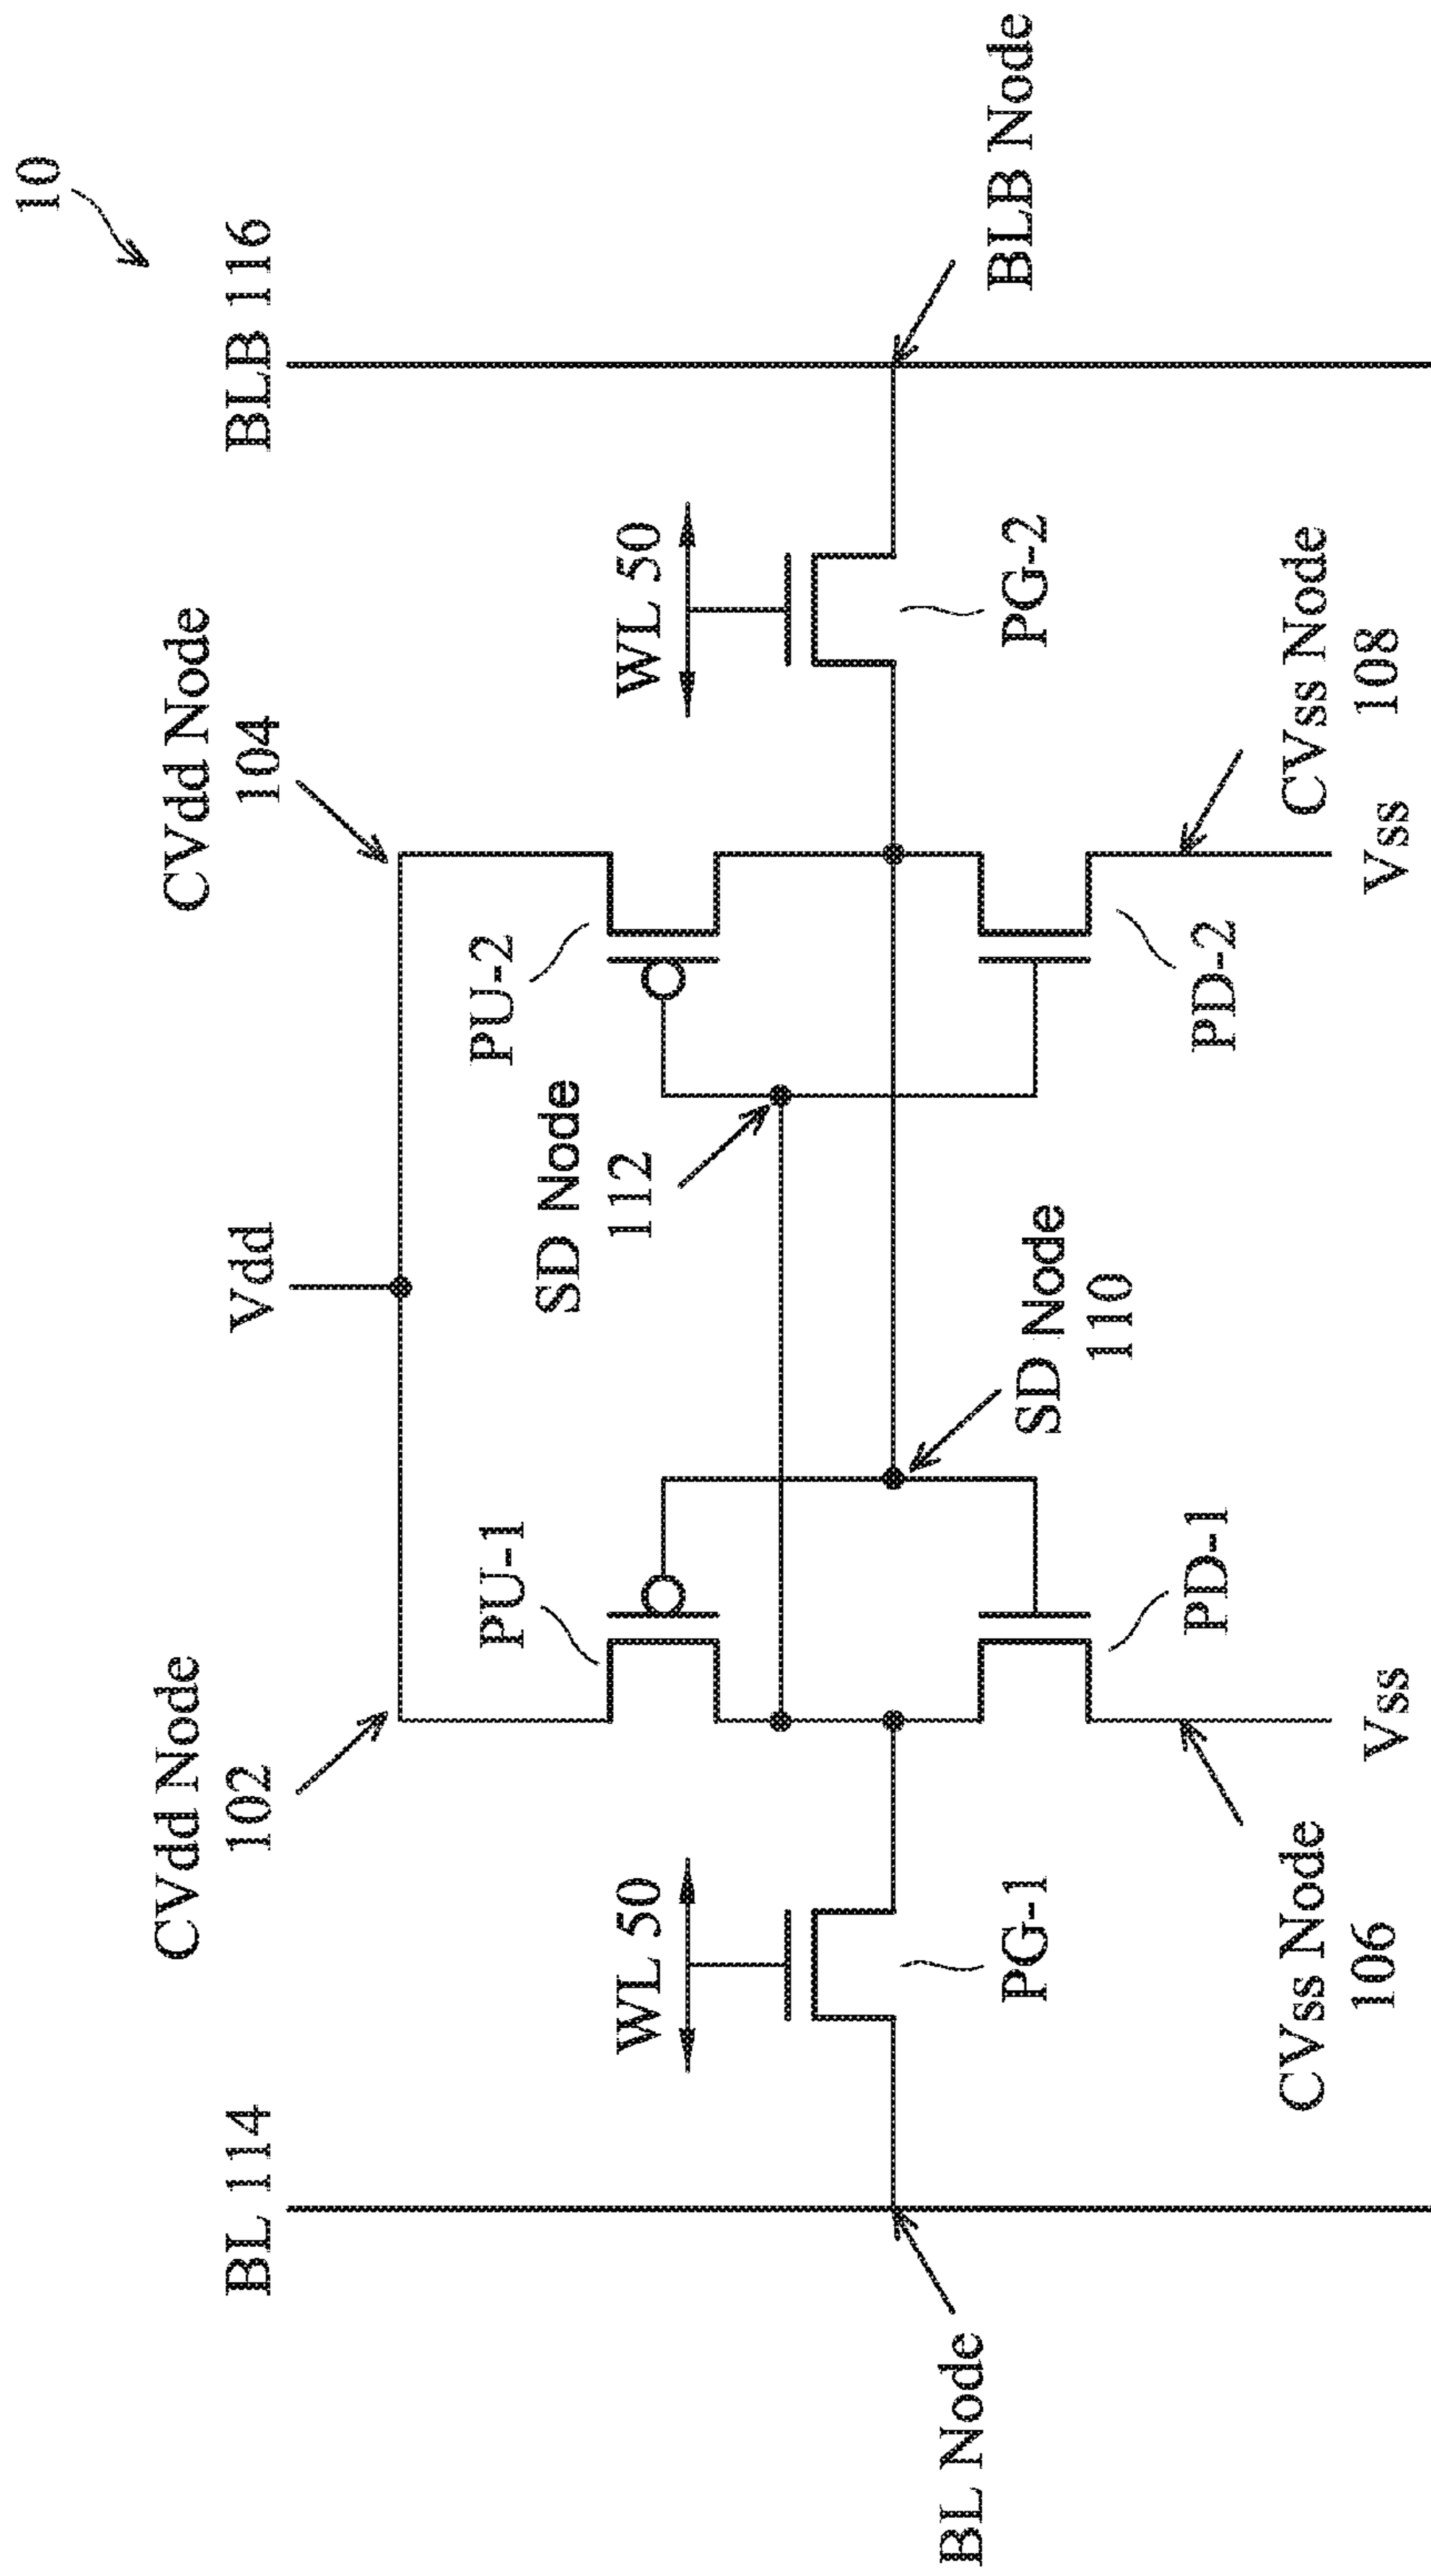 10
BL 114
CVdd Node
102
Vdd
CVdd Node
104
BLB 116
PU-1
SD Node
112
PU-2
WL 50
WL 50
BL Node
PG-1
SD Node
110
PG-2
BLB Node
PD-1
PD-2
CVss Node
106
Vss
Vss
CVss Node
108